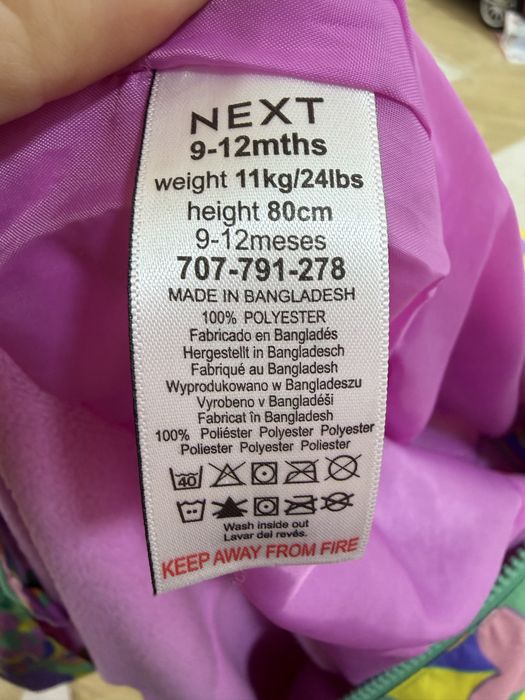 NEXT
9-12mths
weight 11kg/24lbs
height 80cm
9-12meses
707-791-278
MADE IN BANGLADESH
100% POLYESTER
Fabricado en Bangladés
Hergestellt in Bangladesch
Fabriqué au Bangladesh
Wyprodukowano w Bangladeszu
Vyrobeno v Bangladéši
Fabricat în Bangladesh
100% Poliéster Polyester Polyester
Poliester Polyester Poliester
40
Wash inside out
Lavar del revés.
KEEP AWAY FROM FIRE